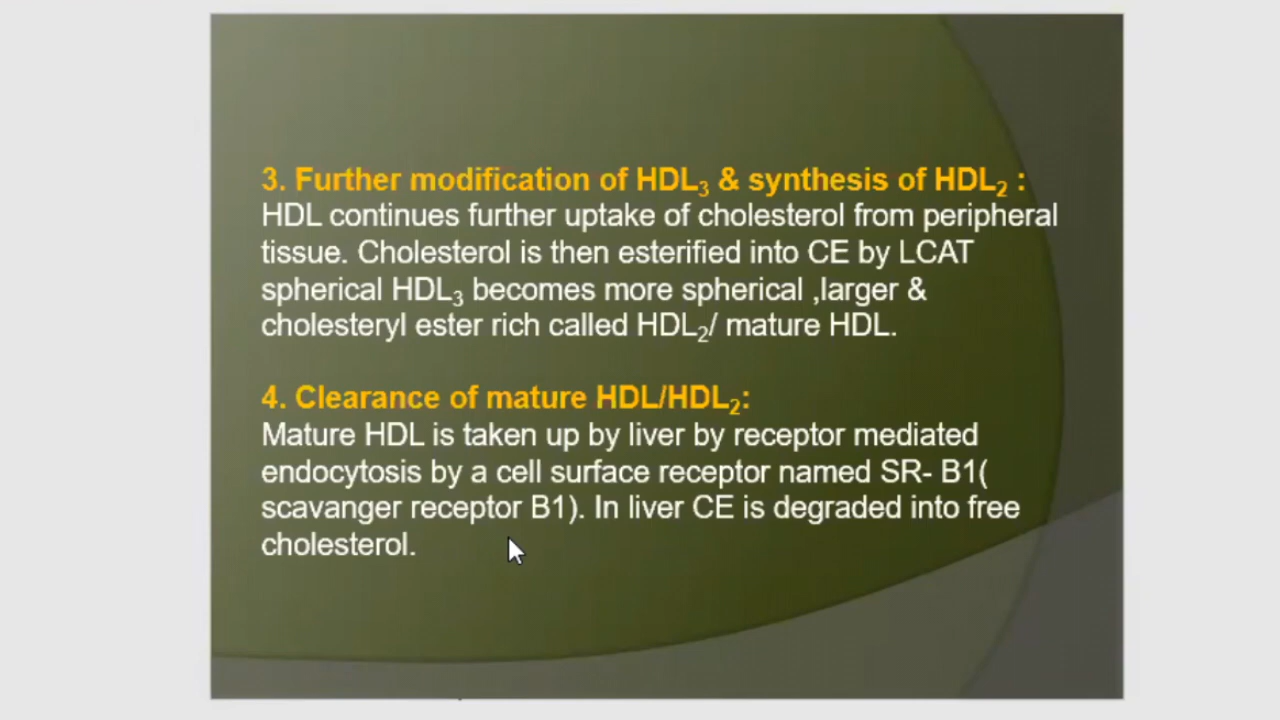 3. Further modification of HDL₃ & synthesis of HDL₂ :
HDL continues further uptake of cholesterol from peripheral
tissue. Cholesterol is then esterified into CE by LCAT
spherical HDL₃ becomes more spherical ,larger &
cholesteryl ester rich called HDL₂/ mature HDL.
4. Clearance of mature HDL/HDL₂:
Mature HDL is taken up by liver by receptor mediated
endocytosis by a cell surface receptor named SR- B1(
scavanger receptor B1). In liver CE is degraded into free
cholesterol.